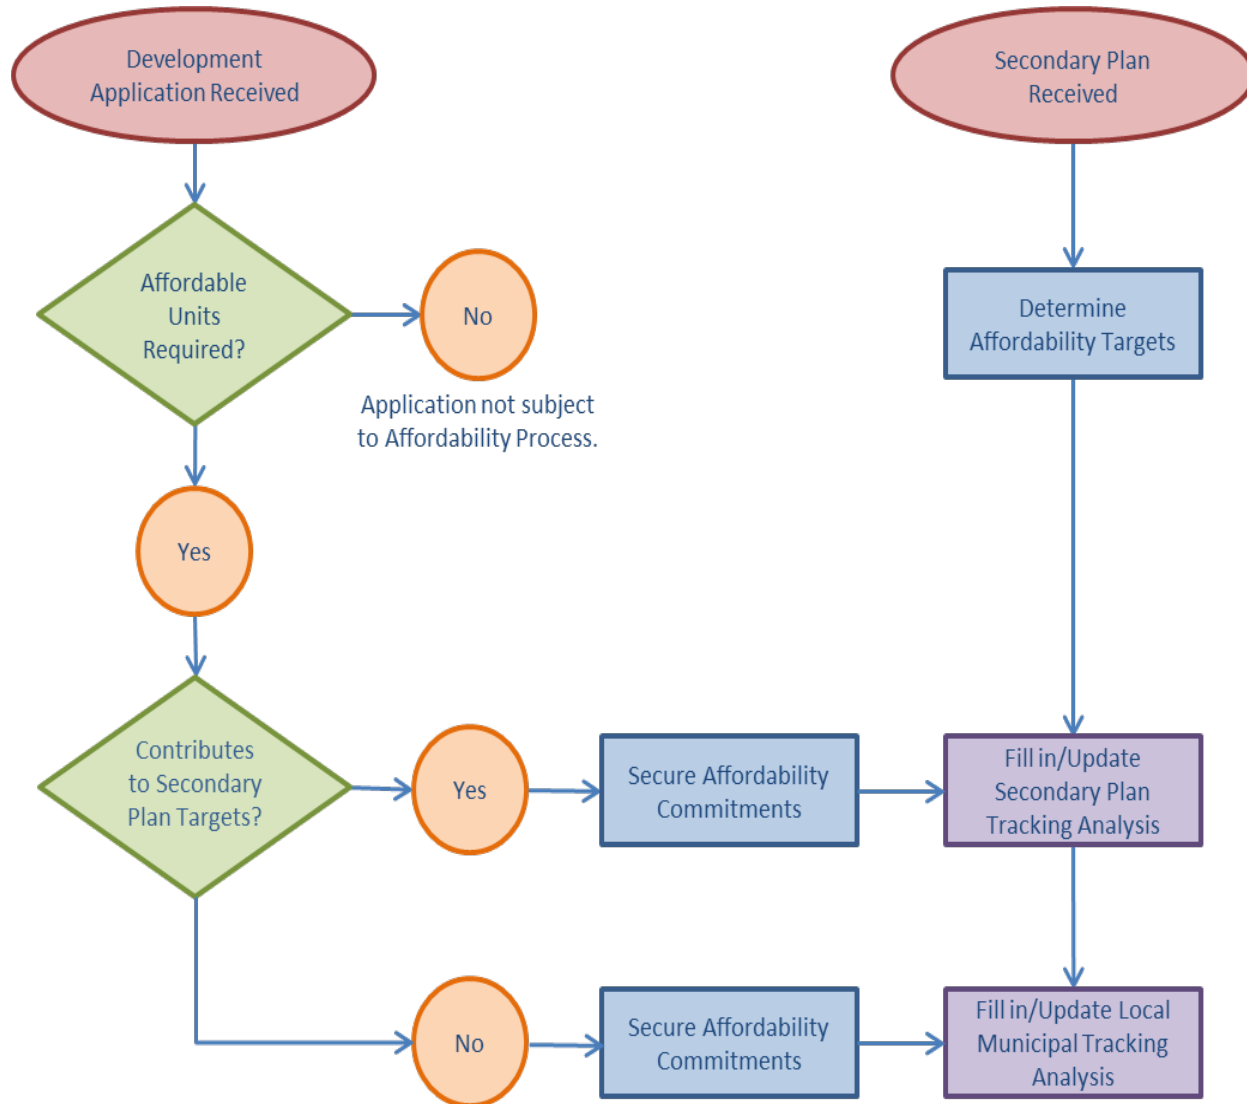 Development
Application Received
Secondary Plan
Received
Affordable
Units
Required?
No
Application not subject
to Affordability Process.
Determine
Affordability Targets
Yes
Contributes
to Secondary
Plan Targets?
Yes
Secure Affordability
Commitments
Fill in/Update
Secondary Plan
Tracking Analysis
No
Secure Affordability
Commitments
Fill in/Update Local
Municipal Tracking
Analysis